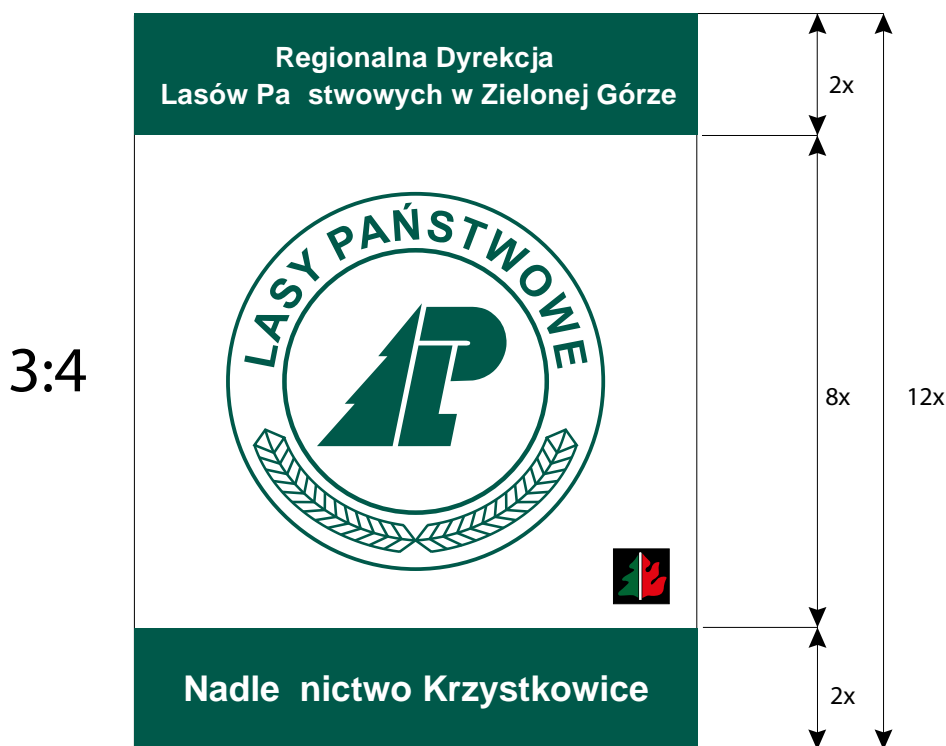 Regionalna Dyrekcja
Lasów Pa stwowych w Zielonej Górze
2x
LASY PAŃSTWOWE
3:4
8x
12x
Nadle nictwo Krzystkowice
2x